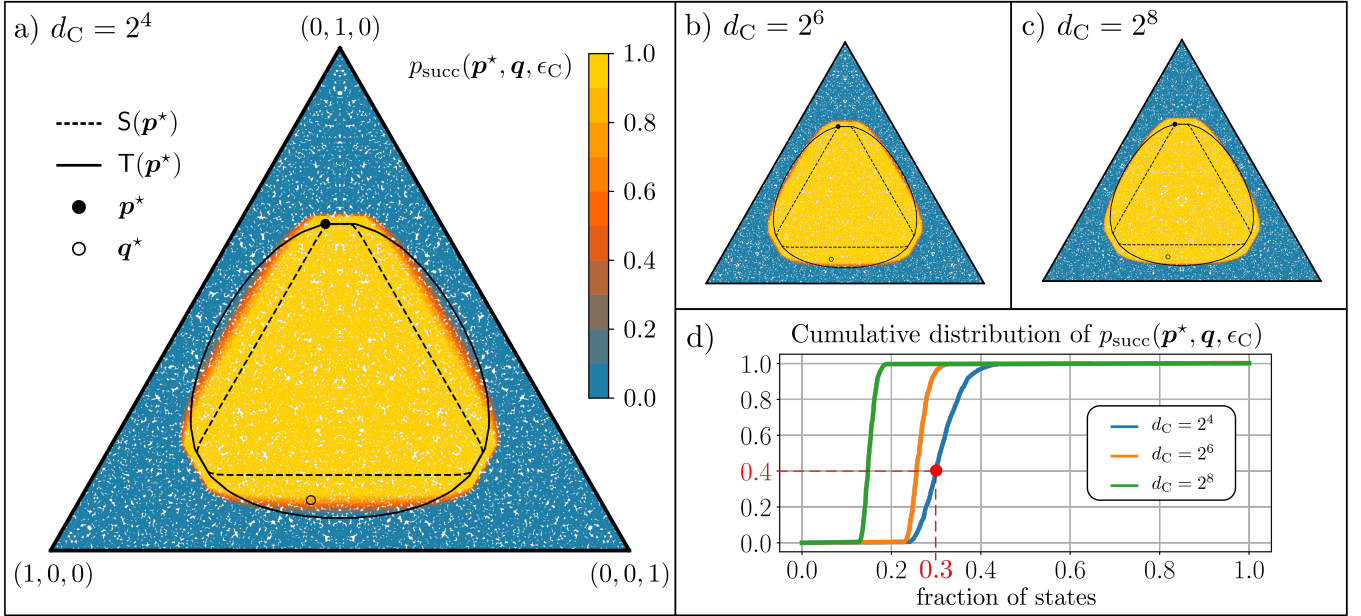 a) d_C = 2^4
(0, 1, 0)
p_succ(p⋆, q, ϵ_C)
1.0
0.8
0.6
0.4
0.2
0.0
S(p⋆)
T(p⋆)
p⋆
q⋆
(1, 0, 0)
(0, 0, 1)
b) d_C = 2^6
c) d_C = 2^8
d)
Cumulative distribution of p_succ(p⋆, q, ϵ_C)
1.0
0.8
0.6
0.4
0.2
0.0
d_C = 2^4
d_C = 2^6
d_C = 2^8
0.0 0.2 0.3 0.4 0.6 0.8 1.0
fraction of states